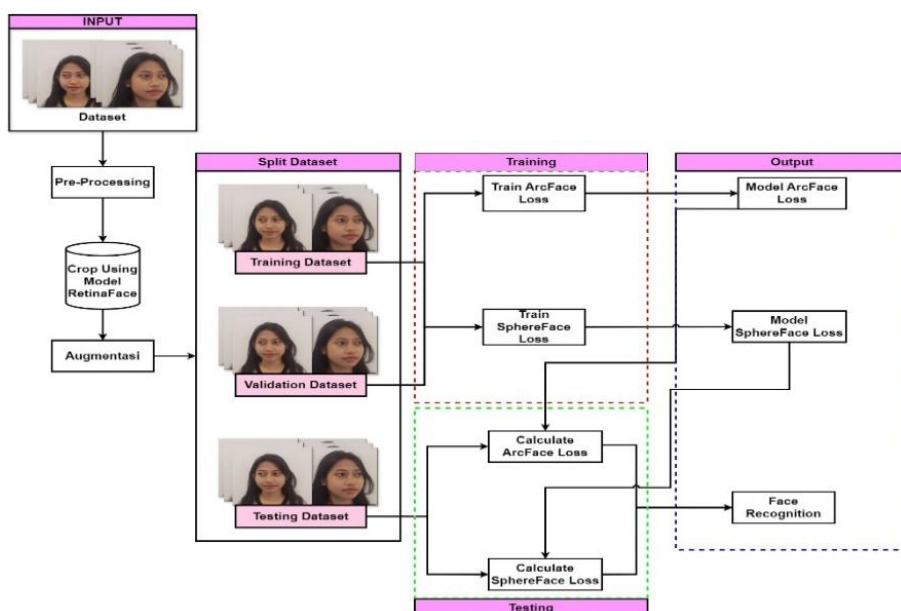 INPUT
Dataset
Pre-Processing
Crop Using
Model
RetinaFace
Augmentasi
Split Dataset
Training Dataset
Validation Dataset
Testing Dataset
Training
Train ArcFace
Loss
Train
SphereFace
Loss
Calculate
ArcFace Loss
Calculate
SphereFace Loss
Testing
Output
Model ArcFace
Loss
Model
SphereFace Loss
Face
Recognition